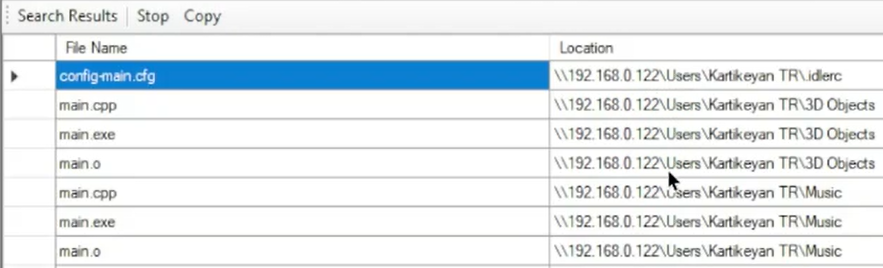 Search Results Stop Copy
File Name Location
config-main.cfg \\192.168.0.122\Users\Kartikeyan TR\.idlerc
main.cpp \\192.168.0.122\Users\Kartikeyan TR\3D Objects
main.exe \\192.168.0.122\Users\Kartikeyan TR\3D Objects
main.o \\192.168.0.122\Users\Kartikeyan TR\3D Objects
main.cpp \\192.168.0.122\Users\Kartikeyan TR\Music
main.exe \\192.168.0.122\Users\Kartikeyan TR\Music
main.o \\192.168.0.122\Users\Kartikeyan TR\Music